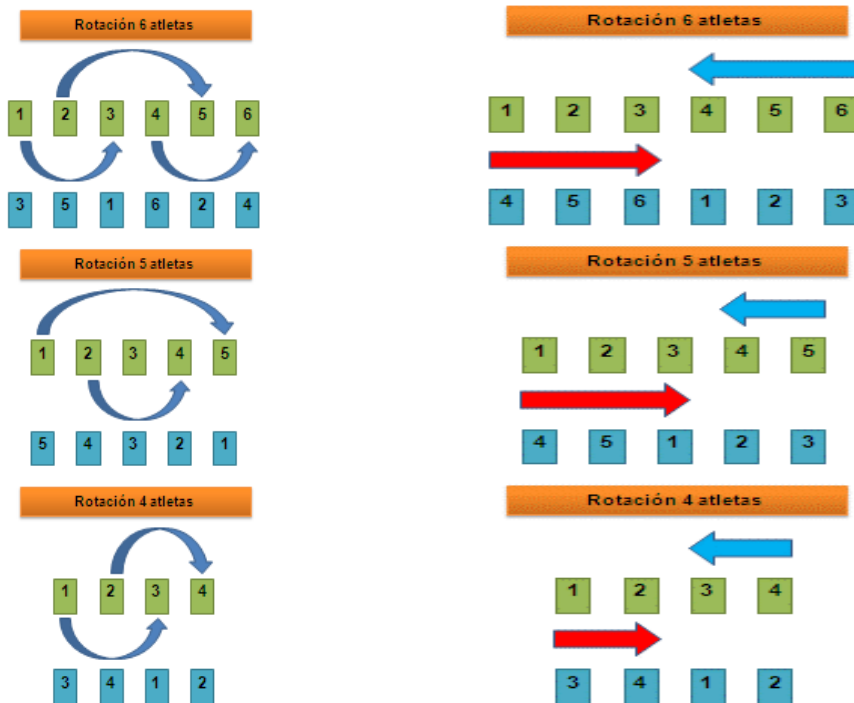 Rotación 6 atletas
1 2 3 4 5 6
3 5 1 6 2 4
Rotación 5 atletas
1 2 3 4 5
5 4 3 2 1
Rotación 4 atletas
1 2 3 4
3 4 1 2
Rotación 6 atletas
1 2 3 4 5 6
4 5 6 1 2 3
Rotación 5 atletas
1 2 3 4 5
4 5 1 2 3
Rotación 4 atletas
1 2 3 4
3 4 1 2